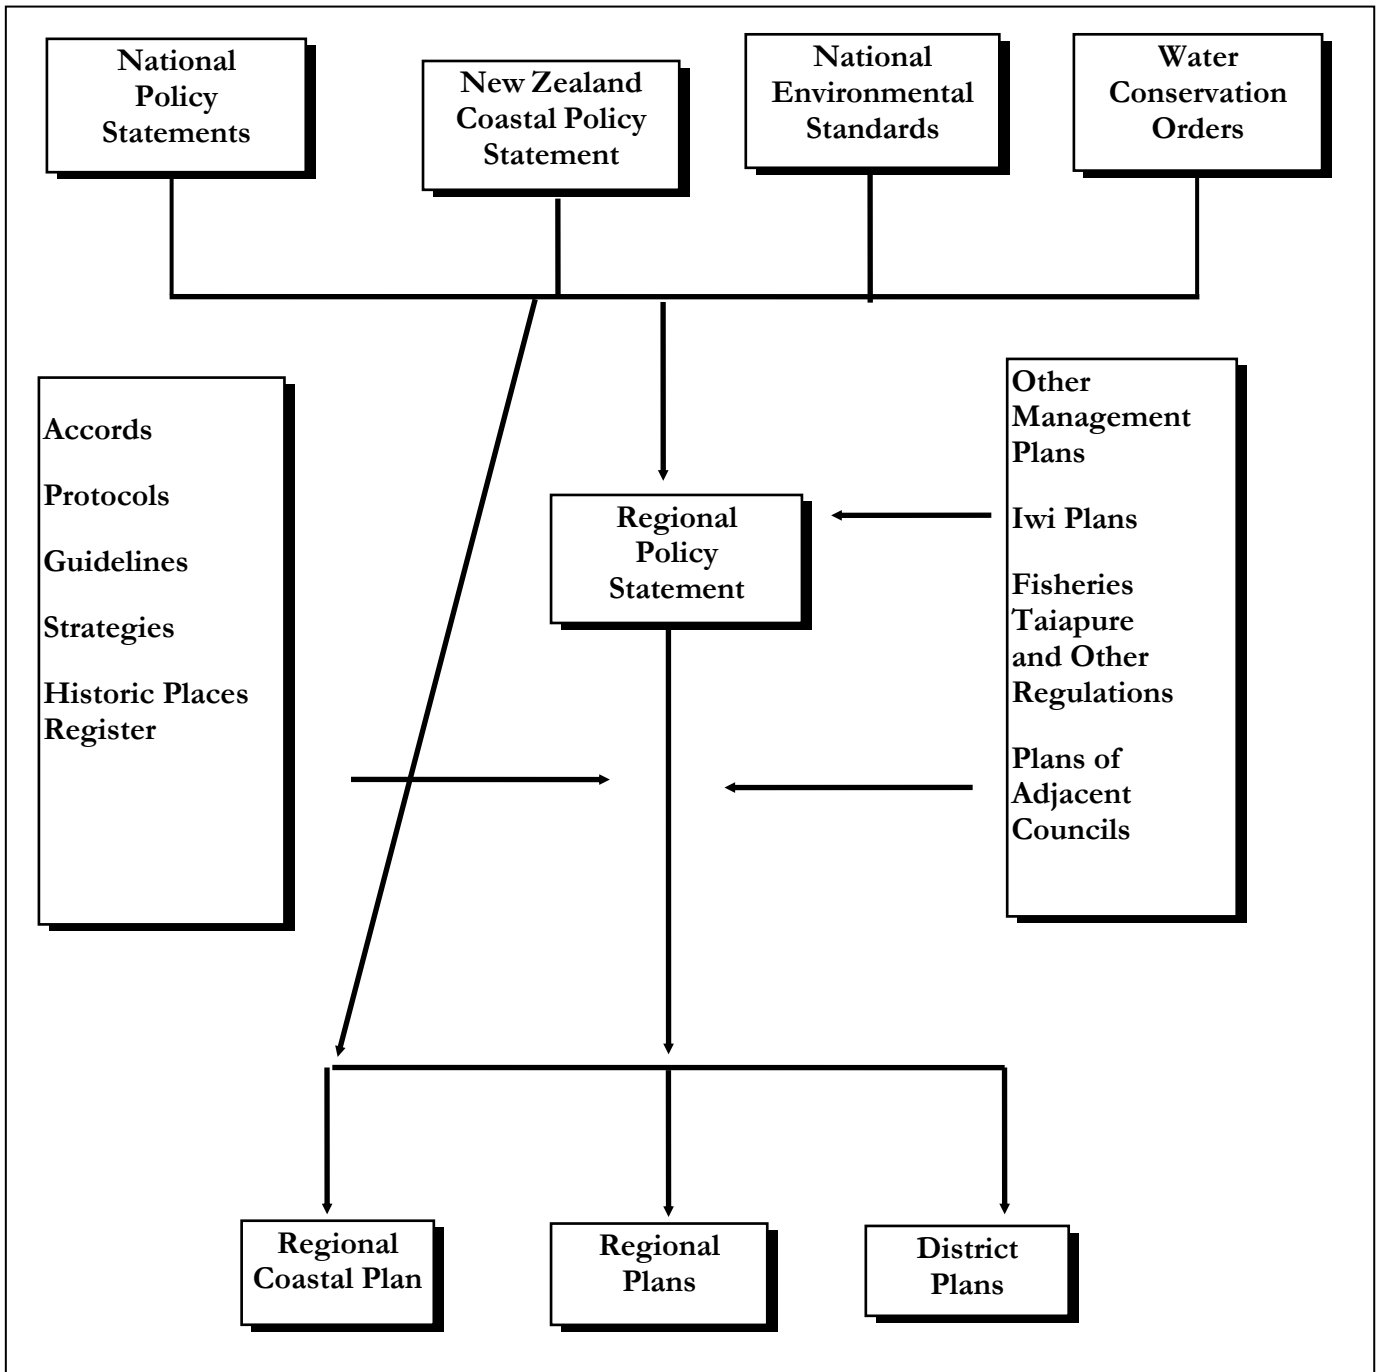 National
Policy
Statements
New Zealand
Coastal Policy
Statement
National
Environmental
Standards
Water
Conservation
Orders
Accords
Protocols
Guidelines
Strategies
Historic Places
Register
Regional
Policy
Statement
Other
Management
Plans
Iwi Plans
Fisheries
Taiapure
and Other
Regulations
Plans of
Adjacent
Councils
Regional
Coastal Plan
Regional
Plans
District
Plans